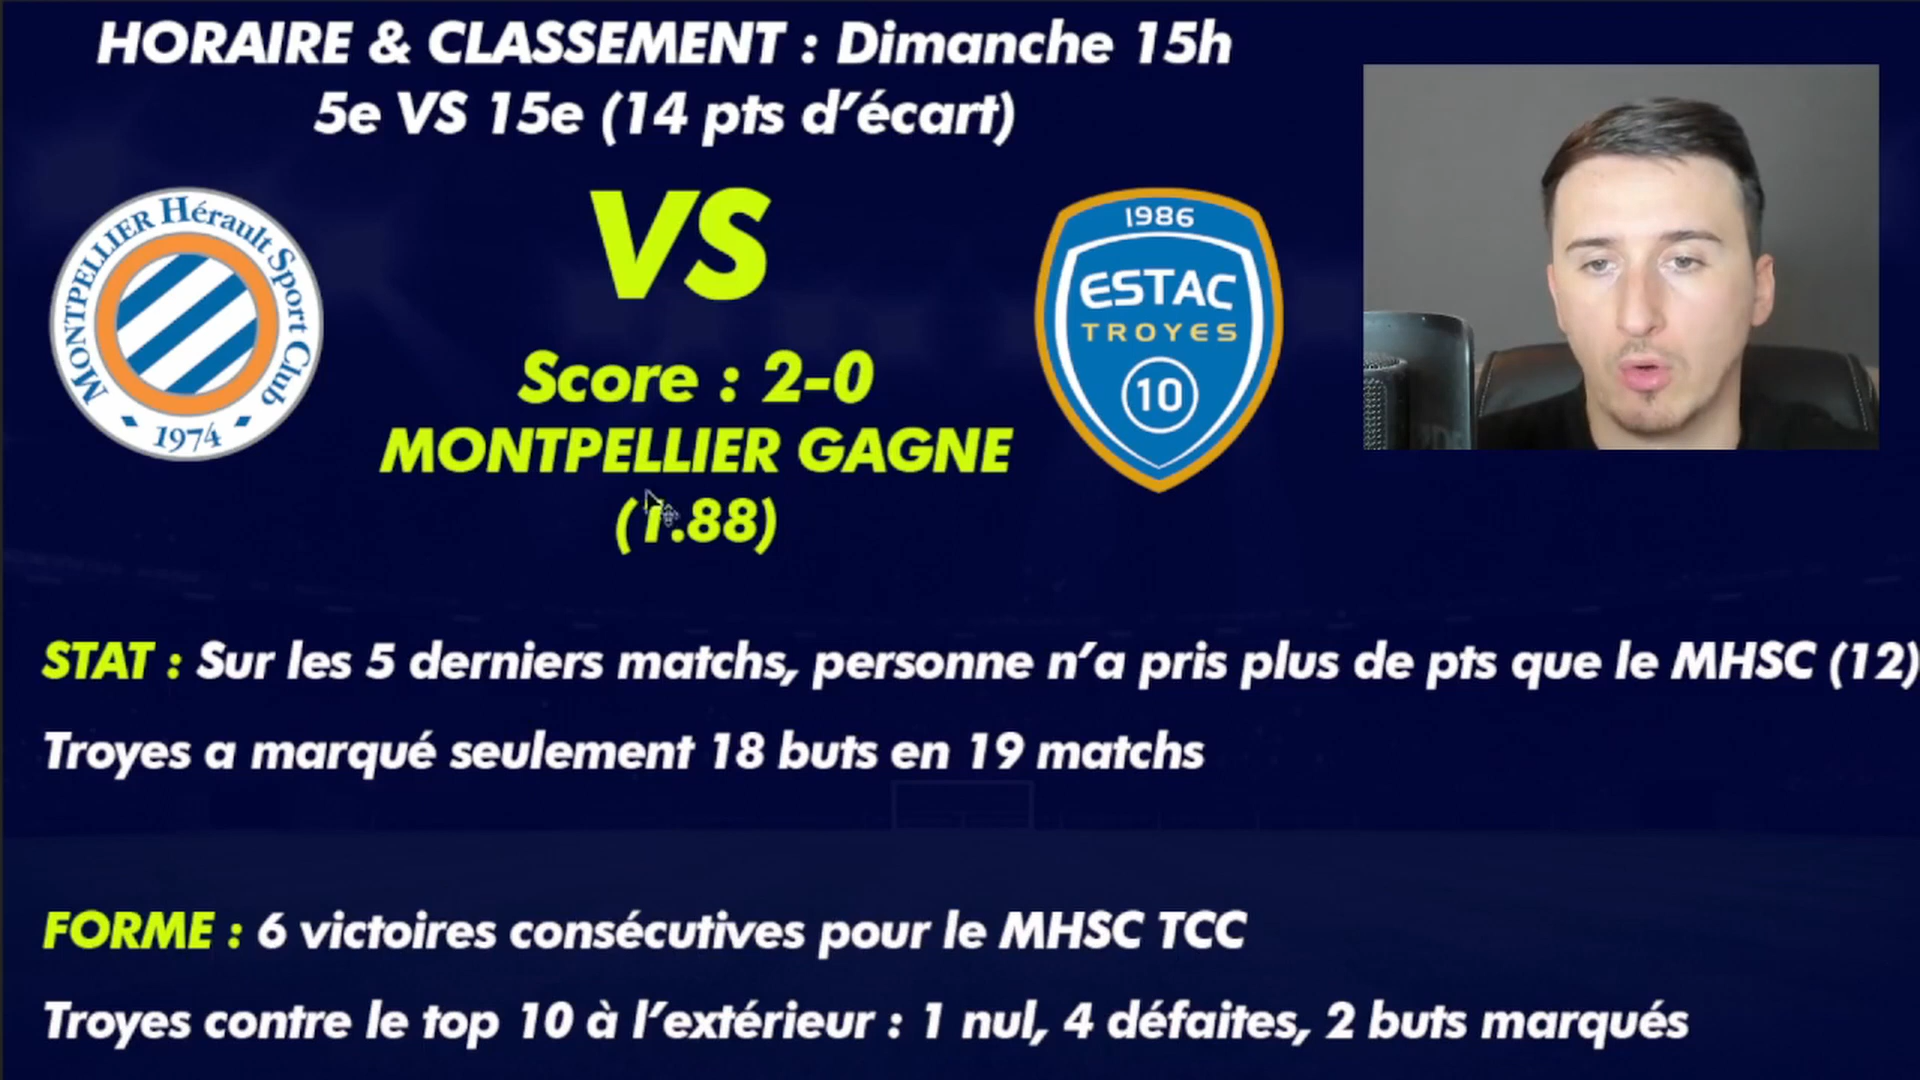 HORAIRE & CLASSEMENT : Dimanche 15h
5e VS 15e (14 pts d’écart)
MONTPELLIER Hérault Sport Club
1974
VS
1986
ESTAC
TROYES
10
Score : 2-0
MONTPELLIER GAGNE
(1.88)
STAT : Sur les 5 derniers matchs, personne n’a pris plus de pts que le MHSC (12)
Troyes a marqué seulement 18 buts en 19 matchs
FORME : 6 victoires consécutives pour le MHSC TCC
Troyes contre le top 10 à l’extérieur : 1 nul, 4 défaites, 2 buts marqués